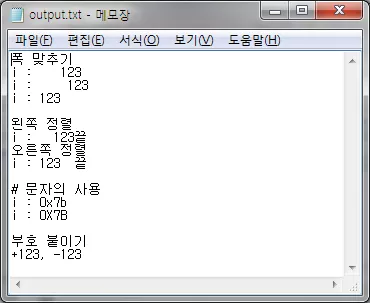 output.txt - 메모장
파일(F) 편집(E) 서식(O) 보기(V) 도움말(H)
폭 맞추기
i :   123
i :    123
i : 123
왼쪽 정렬
i :  123끝
오른쪽 정렬
i : 123  끝
# 문자의 사용
i : 0x7b
i : 0X7B
부호 붙이기
+123, -123